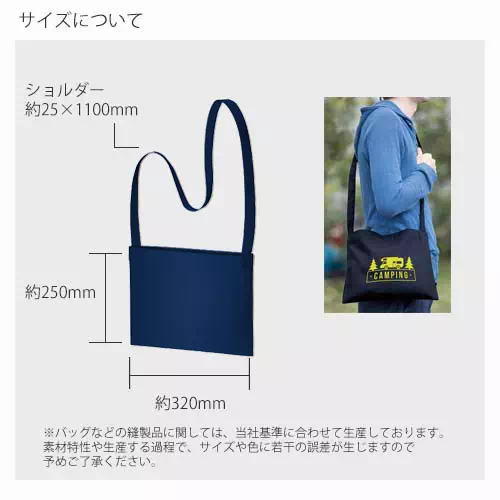 サイズについて
ショルダー
約25×1100mm
約250mm
CAMPING
約320mm
※バッグなどの縫製品に関しては、当社基準に合わせて生産しております。
素材特性や生産する過程で、サイズや色に若干の誤差が生じますので
予めご了承ください。